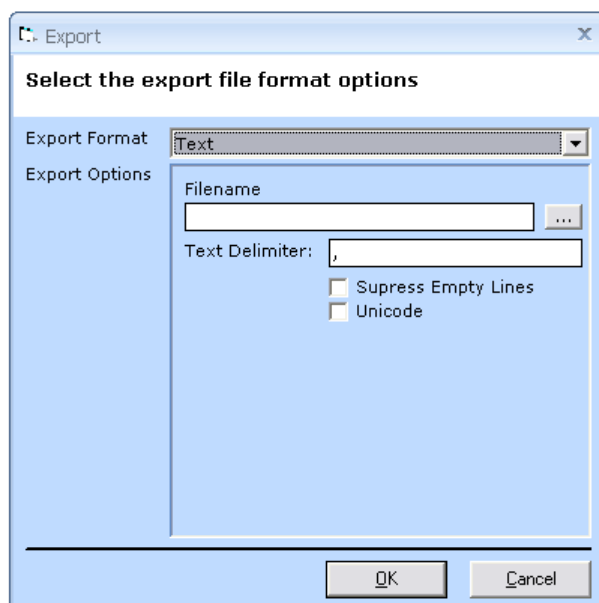 Export
Select the export file format options
Export Format
Text
Export Options
Filename
...
Text Delimiter:
,
Supress Empty Lines
Unicode
OK
Cancel